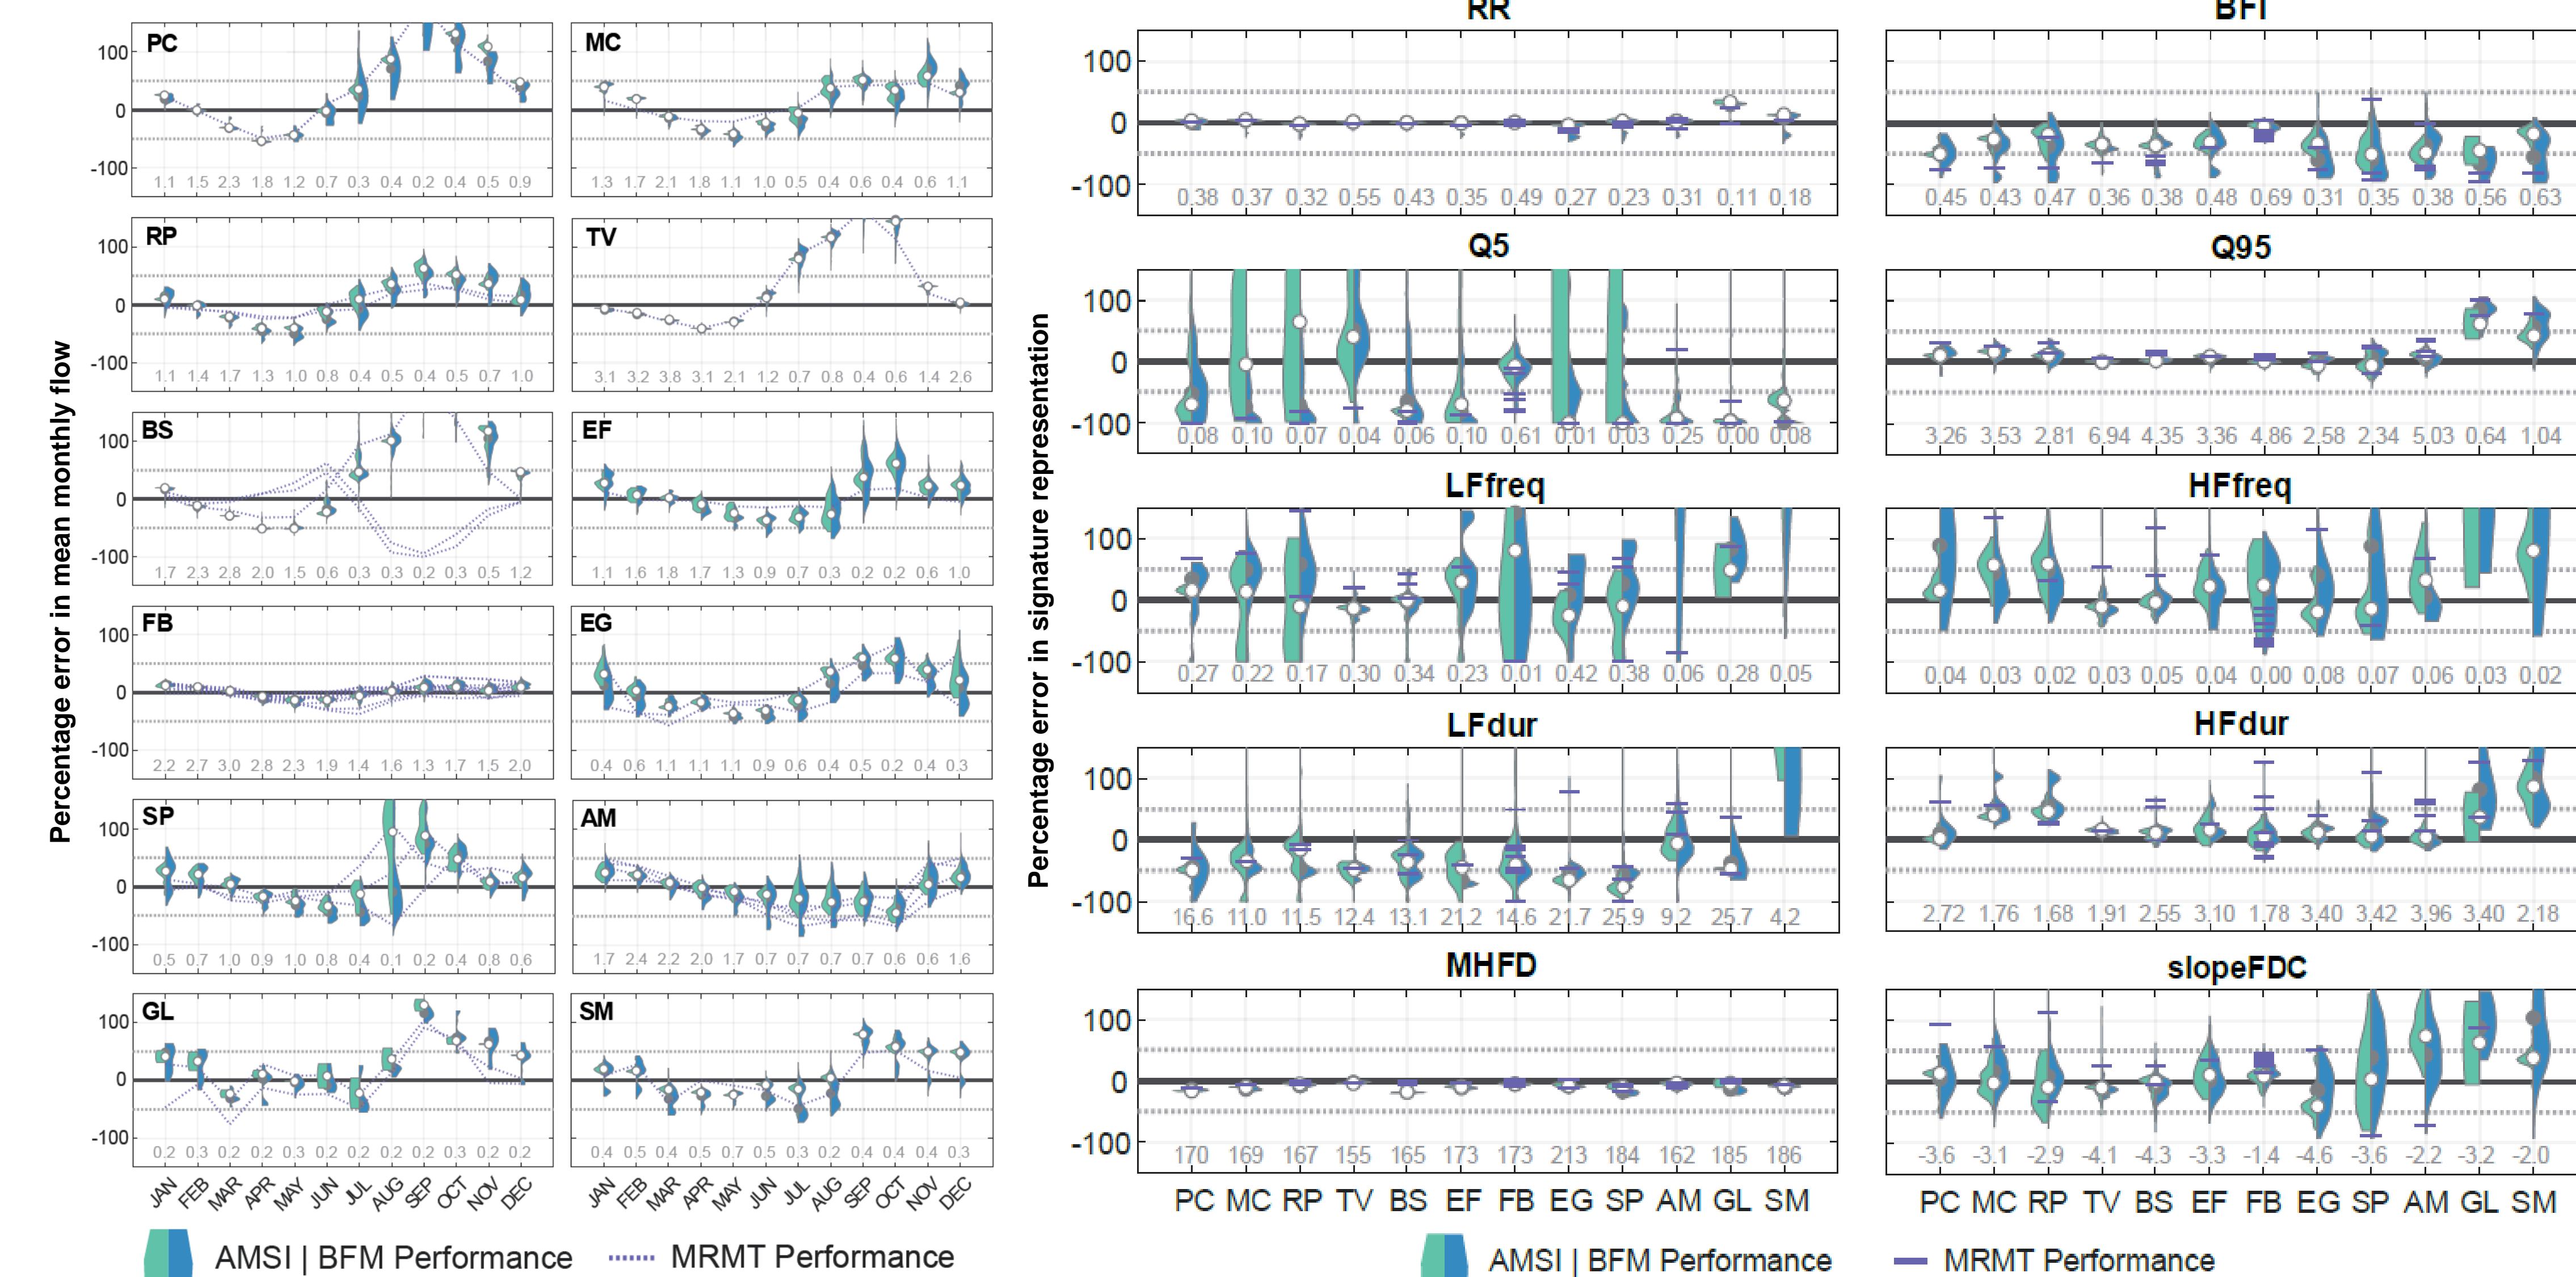 Percentage error in mean monthly flow
PC
100
0
-100
1.1 1.5 2.3 1.8 1.2 0.7 0.3 0.4 0.2 0.4 0.5 0.9
MC
1.3 1.7 2.1 1.8 1.1 1.0 0.5 0.4 0.6 0.4 0.6 1.1
RP
100
0
-100
1.1 1.4 1.7 1.3 1.0 0.8 0.4 0.5 0.4 0.5 0.7 1.0
TV
3.1 3.2 3.8 3.1 2.1 1.2 0.7 0.8 0.4 0.6 1.4 2.6
BS
100
0
-100
1.7 2.3 2.8 2.0 1.5 0.6 0.3 0.3 0.2 0.3 0.5 1.2
EF
1.1 1.6 1.8 1.7 1.3 0.9 0.7 0.3 0.2 0.2 0.6 1.0
FB
100
0
-100
2.2 2.7 3.0 2.8 2.3 1.9 1.4 1.6 1.3 1.7 1.5 2.0
EG
0.4 0.6 1.1 1.1 1.1 0.9 0.6 0.4 0.5 0.2 0.4 0.3
SP
100
0
-100
0.5 0.7 1.0 0.9 1.0 0.8 0.4 0.1 0.2 0.4 0.8 0.6
AM
1.7 2.4 2.2 2.0 1.7 0.7 0.7 0.7 0.7 0.6 0.6 1.6
GL
100
0
-100
0.2 0.3 0.2 0.2 0.3 0.2 0.2 0.2 0.2 0.3 0.2 0.2
SM
0.4 0.5 0.4 0.5 0.7 0.5 0.3 0.2 0.4 0.4 0.4 0.3
JAN FEB MAR APR MAY JUN JUL AUG SEP OCT NOV DEC
JAN FEB MAR APR MAY JUN JUL AUG SEP OCT NOV DEC
AMSI | BFM Performance
MRMT Performance
Percentage error in signature representation
RR
100
0
-100
0.38 0.37 0.32 0.55 0.43 0.35 0.49 0.27 0.23 0.31 0.11 0.18
BFI
0.45 0.43 0.47 0.36 0.38 0.48 0.69 0.31 0.35 0.38 0.56 0.63
Q5
100
0
-100
0.08 0.10 0.07 0.04 0.06 0.10 0.61 0.01 0.03 0.25 0.00 0.08
Q95
3.26 3.53 2.81 6.94 4.35 3.36 4.86 2.58 2.34 5.03 0.64 1.04
LFfreq
100
0
-100
0.27 0.22 0.17 0.30 0.34 0.23 0.01 0.42 0.38 0.06 0.28 0.05
HFfreq
0.04 0.03 0.02 0.03 0.05 0.04 0.00 0.08 0.07 0.06 0.03 0.02
LFdur
100
0
-100
16.6 11.0 11.5 12.4 13.1 21.2 14.6 21.7 25.9 9.2 25.7 4.2
HFdur
2.72 1.76 1.68 1.91 2.55 3.10 1.78 3.40 3.42 3.96 3.40 2.18
MHFD
100
0
-100
170 169 167 155 165 173 173 213 184 162 185 186
slopeFDC
-3.6 -3.1 -2.9 -4.1 -4.3 -3.3 -1.4 -4.6 -3.6 -2.2 -3.2 -2.0
PC MC RP TV BS EF FB EG SP AM GL SM
PC MC RP TV BS EF FB EG SP AM GL SM
AMSI | BFM Performance
MRMT Performance